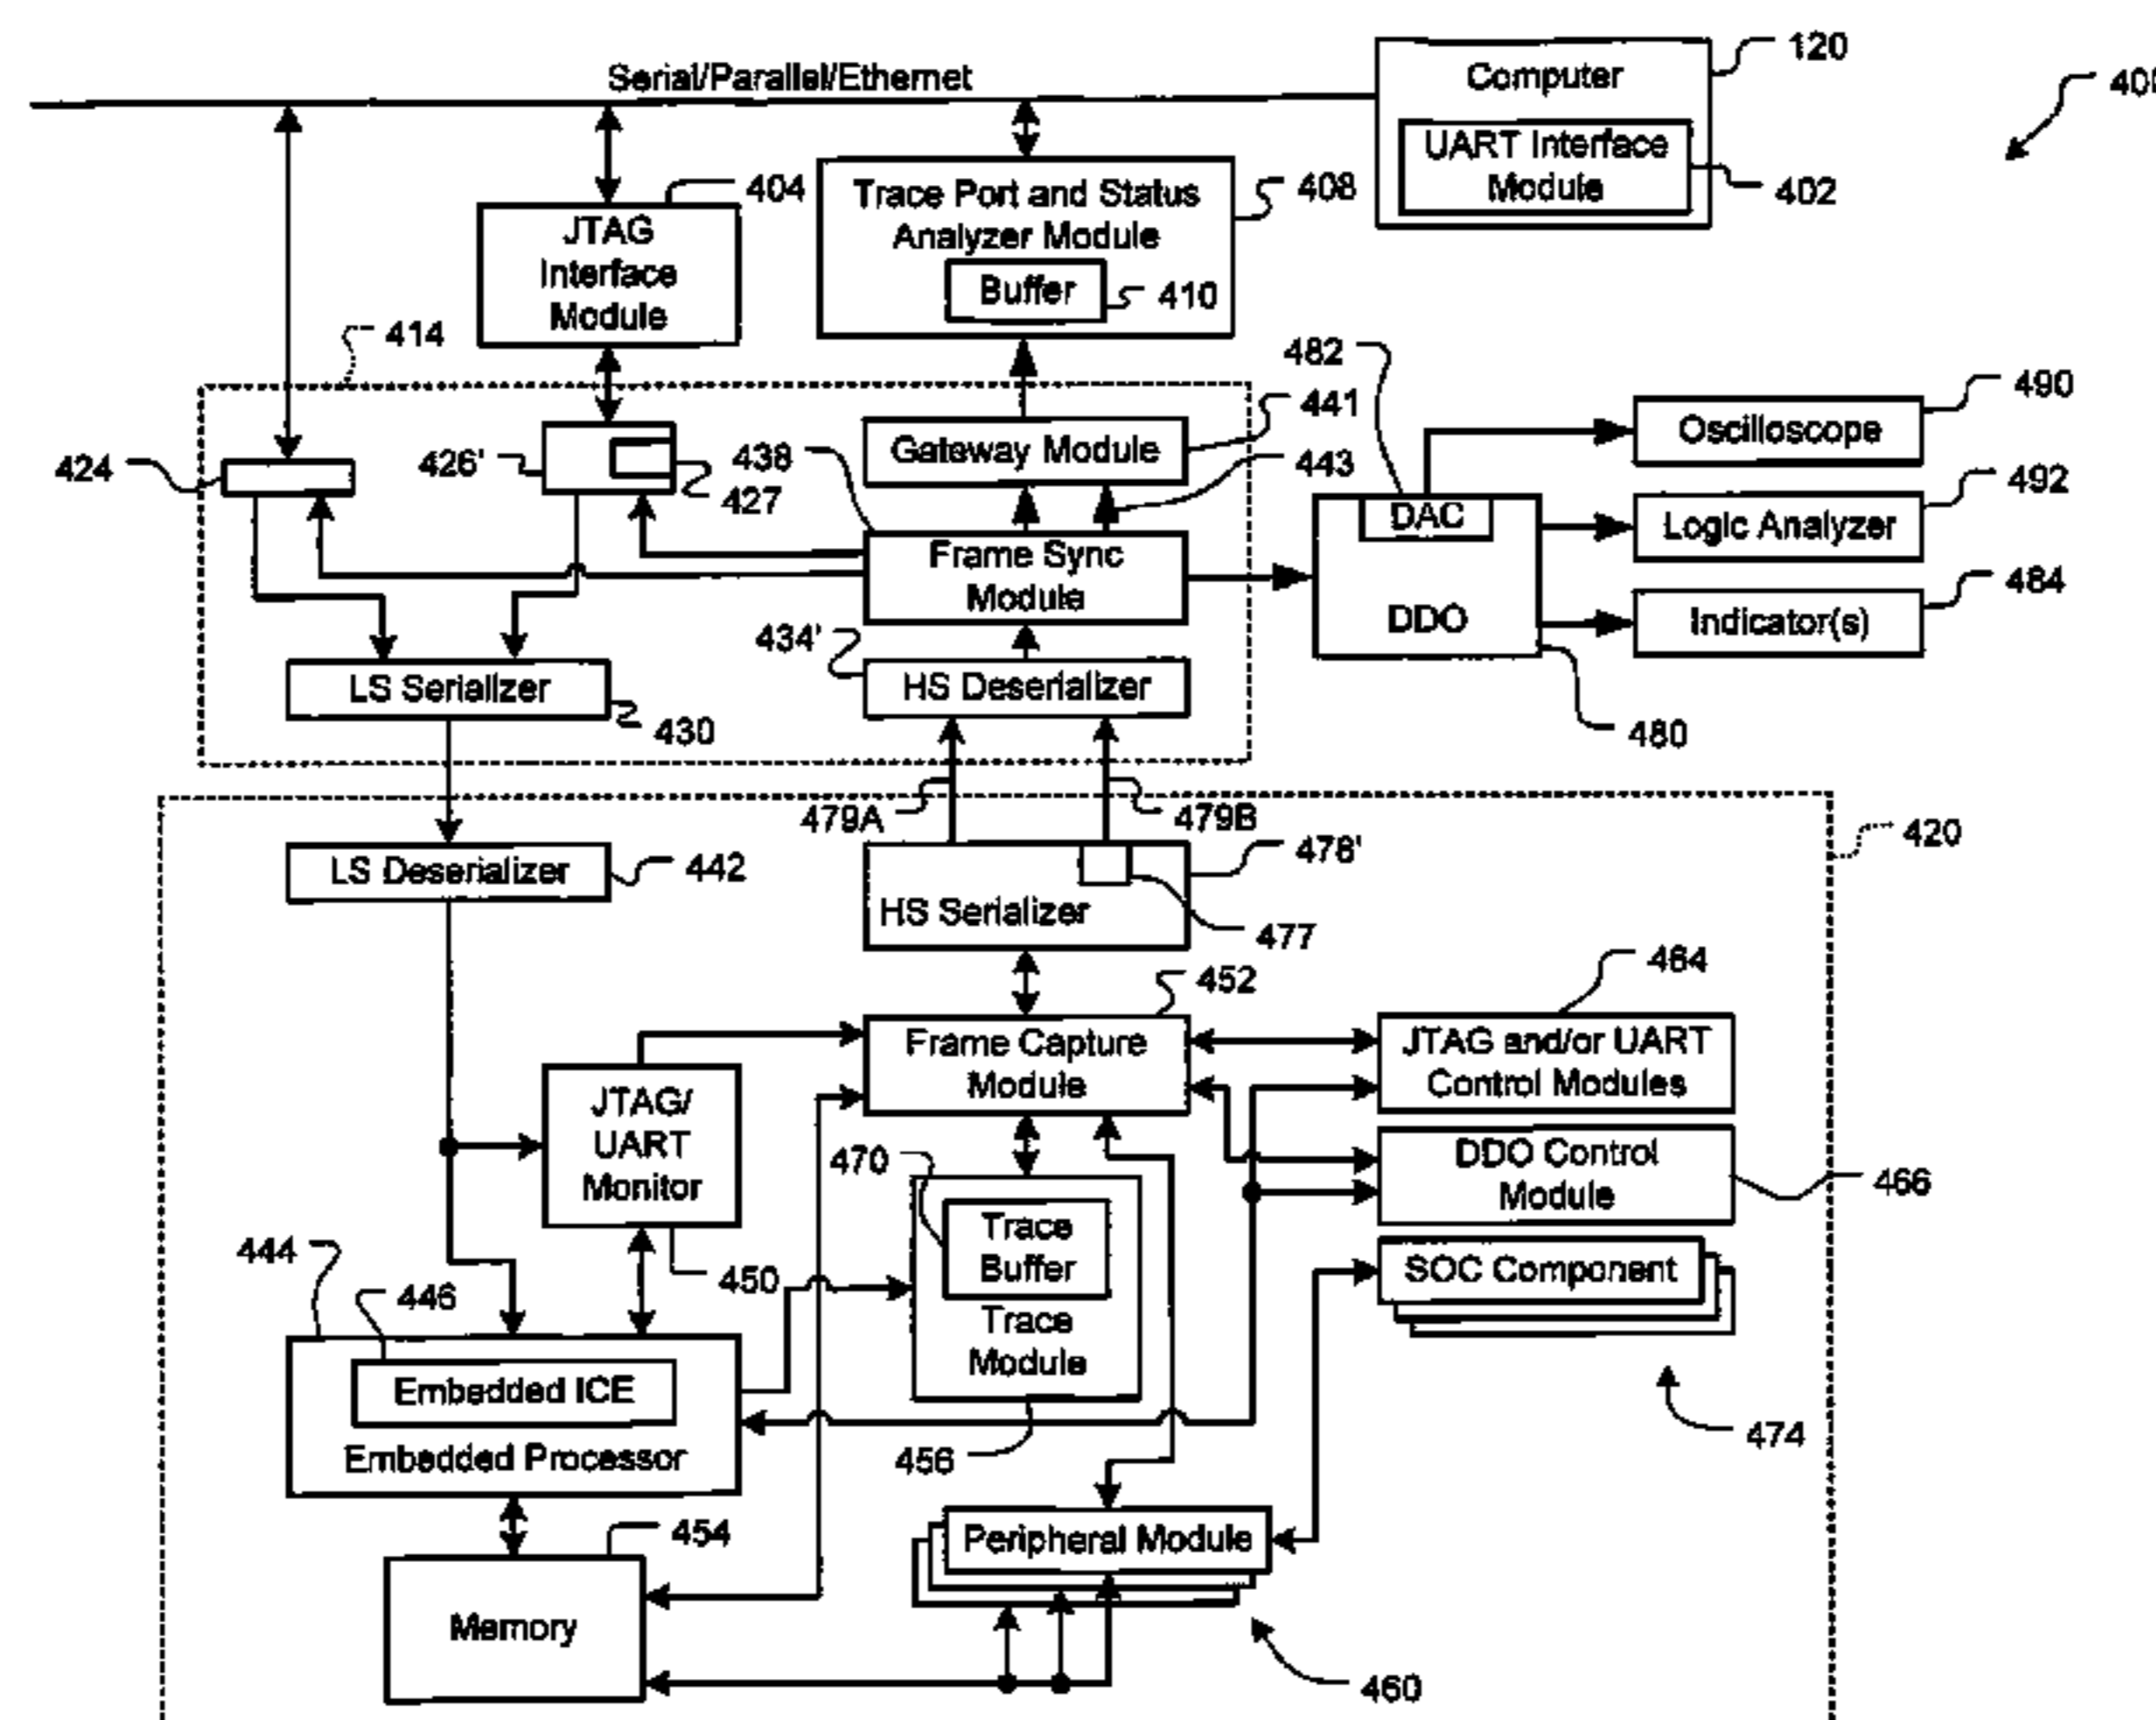 Serial/Parallel/Ethernet
Computer
120
UART Interface
Module
402
404
JTAG
Interface
Module
Trace Port and Status
Analyzer Module
408
Buffer
410
414
482
490
Oscilloscope
441
Gateway Module
443
424
426'
427
438
DAC
492
Logic Analyzer
Frame Sync
Module
DDO
484
Indicator(s)
434'
LS Serializer
430
HS Deserializer
480
479A
479B
420
LS Deserializer
442
478'
HS Serializer
477
452
464
Frame Capture
Module
JTAG and/or UART
Control Modules
JTAG/
UART
Monitor
470
DDO Control
Module
466
Trace
Buffer
444
450
SOC Component
446
Trace
Module
Embedded ICE
Embedded Processor
456
474
454
Peripheral Module
Memory
460